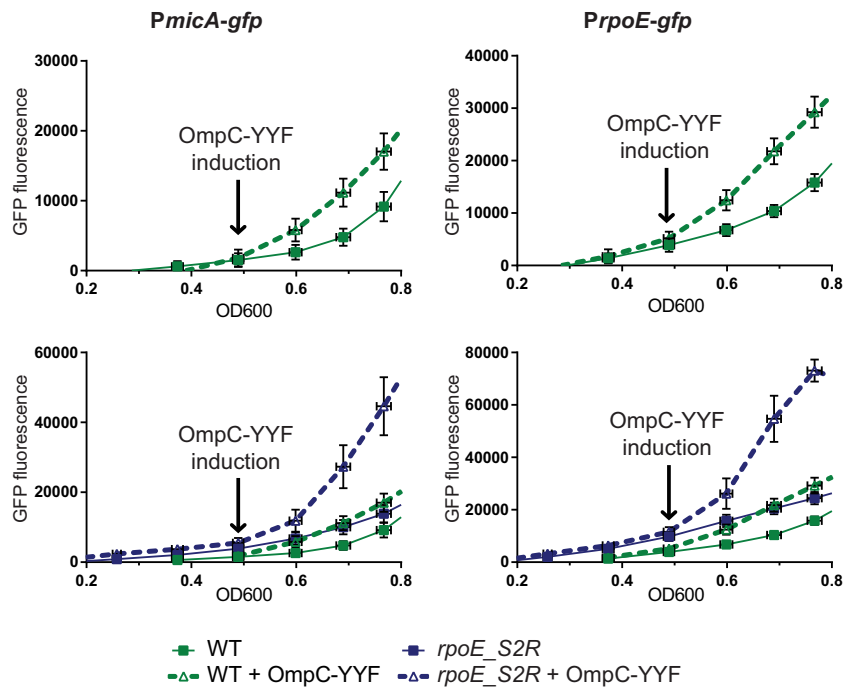 PmicA-gfp
PrpoE-gfp
GFP fluorescence
30000
20000
10000
0
OmpC-YYF
induction
0.2
0.4
0.6
0.8
OD600
GFP fluorescence
40000
30000
20000
10000
0
OmpC-YYF
induction
0.2
0.4
0.6
0.8
OD600
GFP fluorescence
60000
40000
20000
0
OmpC-YYF
induction
0.2
0.4
0.6
0.8
OD600
GFP fluorescence
80000
60000
40000
20000
0
OmpC-YYF
induction
0.2
0.4
0.6
0.8
OD600
WT
rpoE_S2R
WT + OmpC-YYF
rpoE_S2R + OmpC-YYF